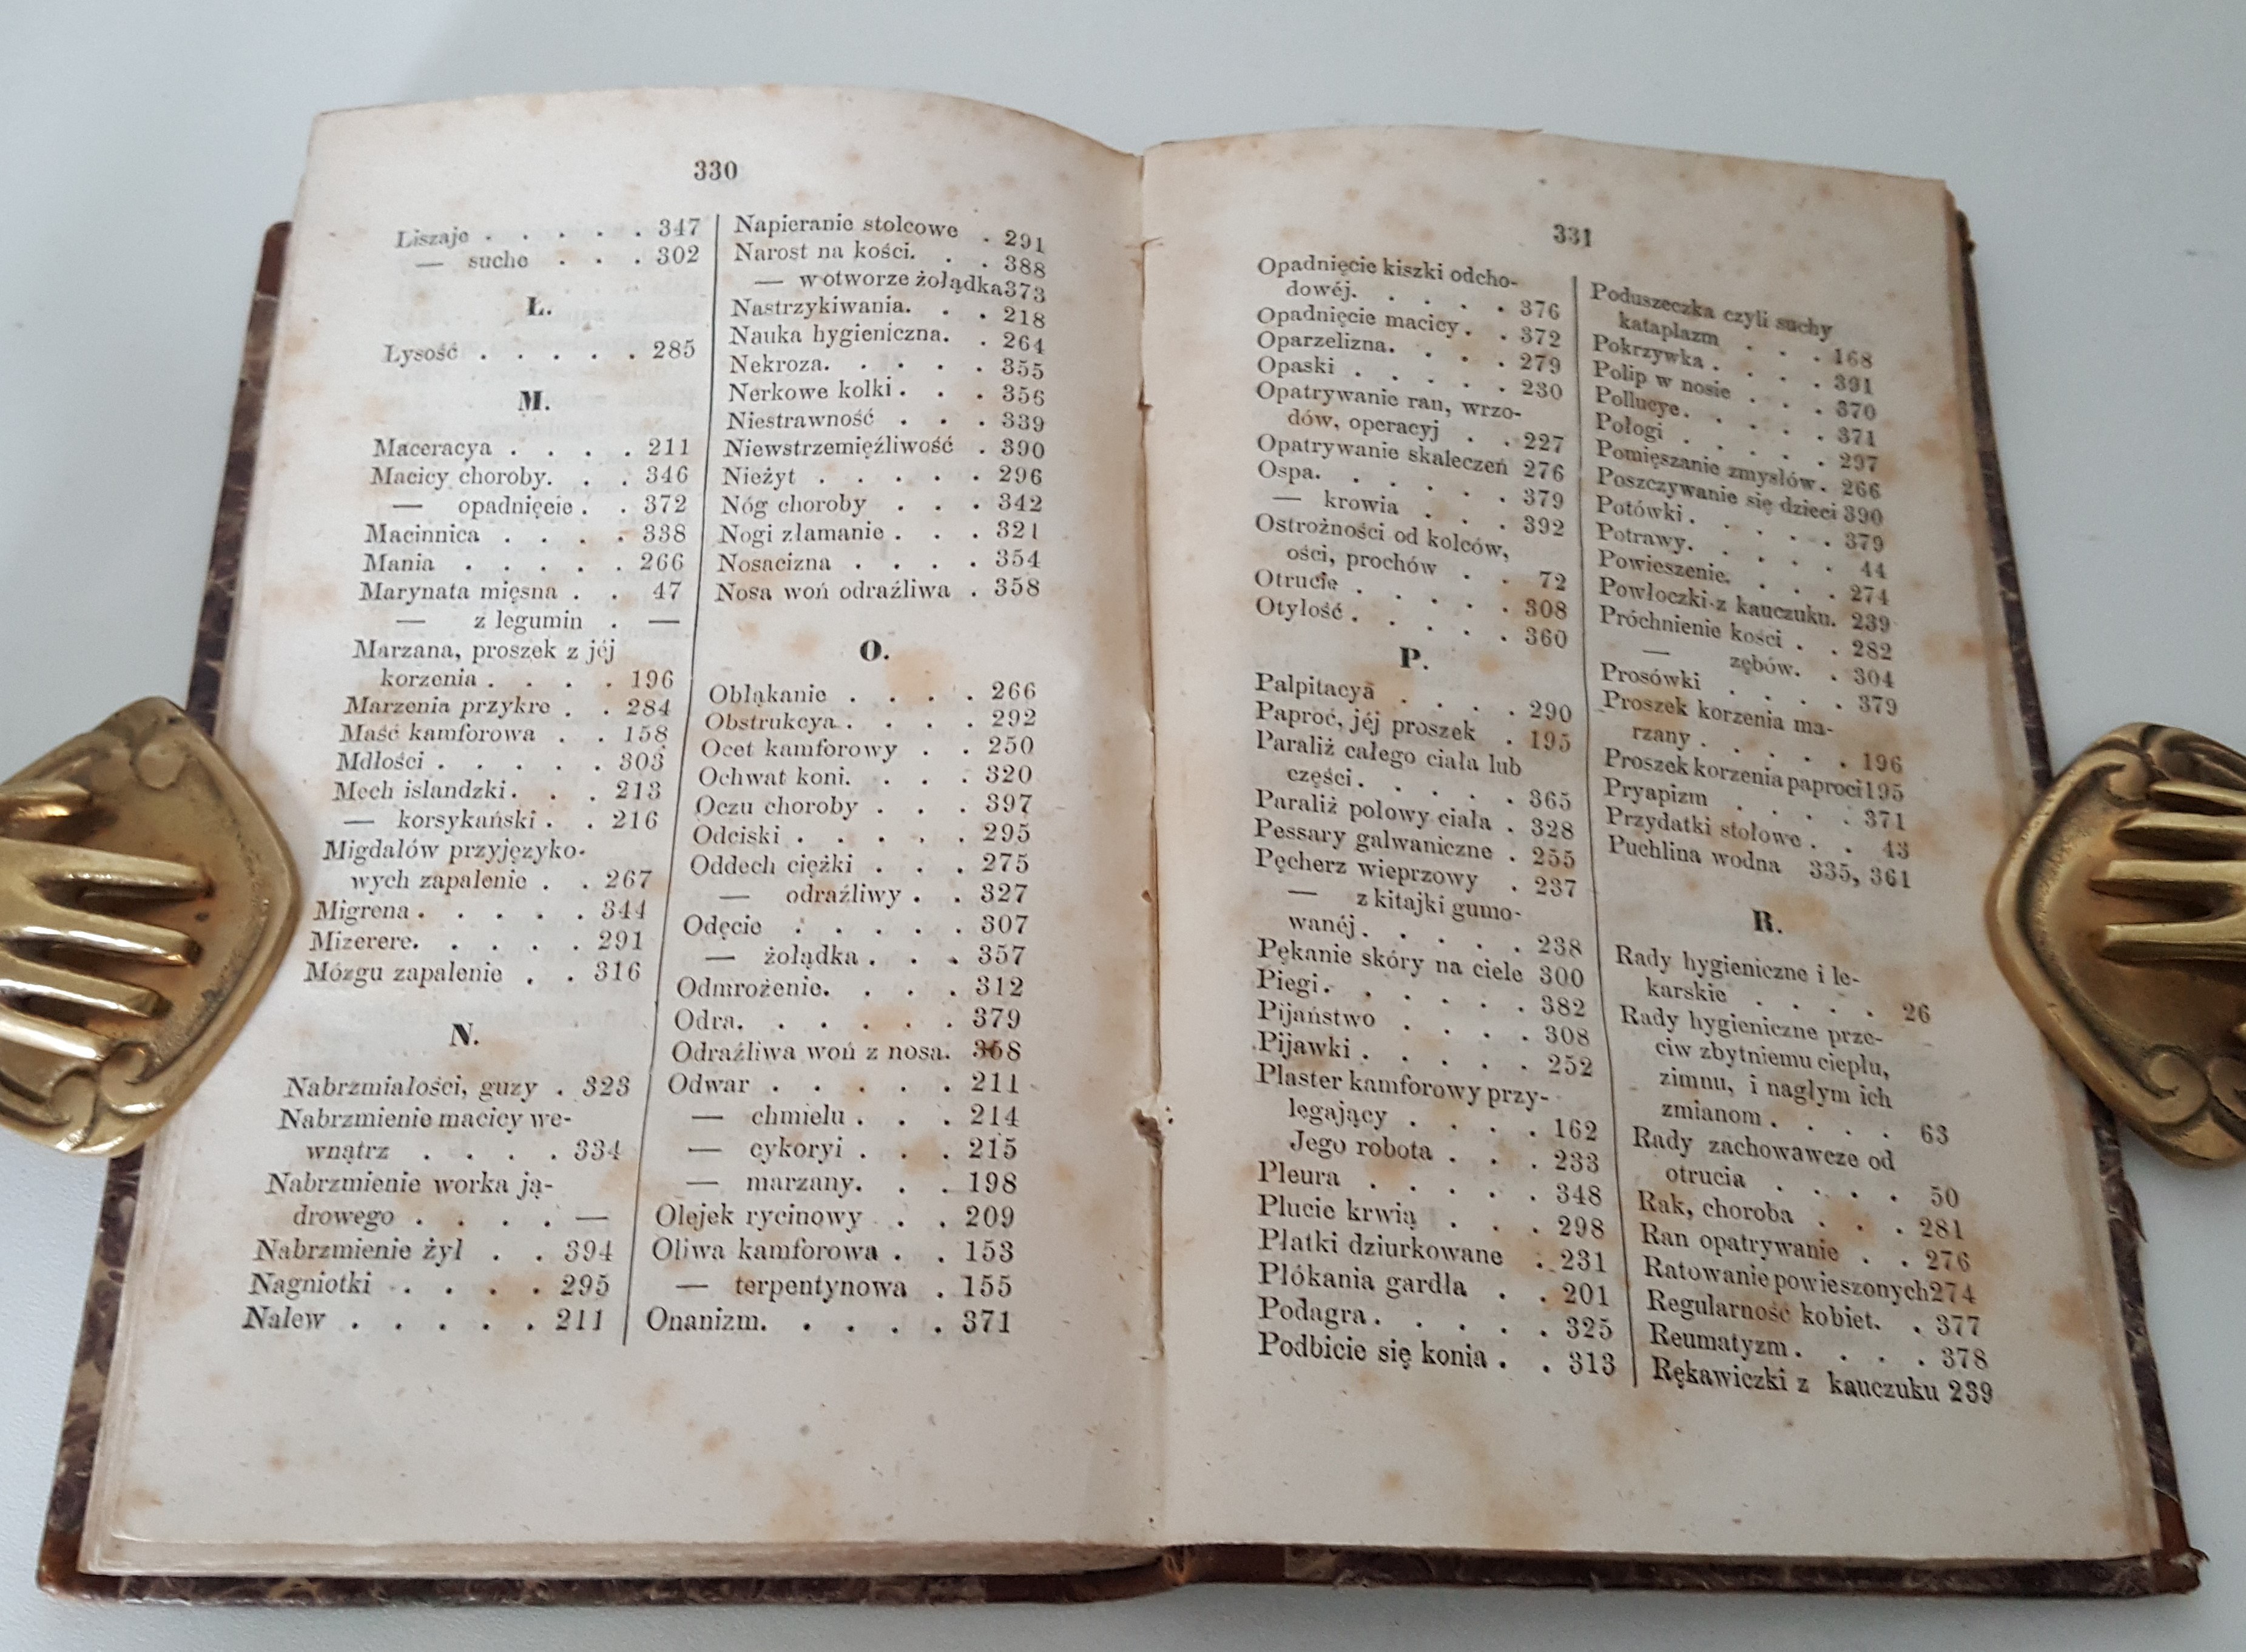 330
Liszaje . . . . . 347
— suche . . . 302
Ł.
Łysość . . . . . 285
M.
Maceracya . . . . 211
Macicy choroby. . . 346
— opadnięcie . . 372
Macinnica . . . . 338
Mania . . . . . 266
Marynata mięsna . . 47
— z legumin . —
Marzana, proszek z jéj
korzenia . . . . 196
Marzenia przykre . . 284
Maść kamforowa . . 158
Mdłości . . . . . 303
Mech islandzki . . . 213
— korsykański . . 216
Migdałów przyjęzyko-
wych zapalenie . . 267
Migrena . . . . . 344
Mizerere. . . . . 291
Mózgu zapalenie . . 316
N.
Nabrzmiałości, guzy . 323
Nabrzmienie macicy we-
wnątrz . . . . 334
Nabrzmienie worka ją-
drowego . . . . —
Nabrzmienie żył . . 394
Nagniotki . . . . 295
Nalew . . . . . 211
Napieranie stolcowe . 291
Narost na kości. . . 388
— w otworze żołądka 373
Nastrzykiwania. . . 218
Nauka hygieniczna. . 264
Nekroza. . . . . 355
Nerkowe kolki . . . 356
Niestrawność . . . 339
Niewstrzemięźliwość . 390
Nieżyt . . . . . 296
Nóg choroby . . . 342
Nogi złamanie . . . 321
Nosacizna . . . . 354
Nosa woń odraźliwa . 358
O.
Obłąkanie . . . . 266
Obstrukcya . . . . 292
Ocet kamforowy . . 250
Ochwat koni. . . . 320
Oczu choroby . . . 397
Odciski . . . . . 295
Oddech ciężki . . . 275
— odraźliwy . . 327
Odęcie . . . . . 307
— żołądka . . . 357
Odmrożenie. . . . 312
Odra. . . . . . 379
Odraźliwa woń z nosa. 358
Odwar . . . . . 211
— chmielu . . . 214
— cykoryi . . . 215
— marzany. . . 198
Olejek rycinowy . . 209
Oliwa kamforowa . . 153
— terpentynowa . 155
Onanizm. . . . . 371
331
Opadnięcie kiszki odcho-
dowéj. . . . . 376
Opadnięcie macicy . . 372
Oparzelizna. . . . 279
Opaski . . . . . 230
Opatrywanie ran, wrzo-
dów, operacyj . . 227
Opatrywanie skaleczeń 276
Ospa. . . . . . 379
— krowia . . . 392
Ostrożności od kolców,
ości, prochów . . 72
Otrucie . . . . . 308
Otyłość . . . . . 360
P.
Palpitacya . . . . 290
Paproć, jéj proszek . 195
Paraliż całego ciała lub
części . . . . . 365
Paraliż połowy ciała . 328
Pessary galwaniczne . 255
Pęcherz wieprzowy . 237
— z kitajki gumo-
wanéj . . . . . 238
Pękanie skóry na ciele 300
Piegi . . . . . . 382
Pijaństwo . . . . 308
Pijawki . . . . . 252
Plaster kamforowy przy-
legający . . . . 162
Jego robota . . . 233
Pleura . . . . . 348
Plucie krwią . . . 298
Płatki dziurkowane . 231
Płókania gardła . . 201
Podagra. . . . . 325
Podbicie się konia . . 313
Poduszeczka czyli suchy
kataplazm . . . 168
Pokrzywka . . . . 391
Polip w nosie . . . 370
Pollucye. . . . . 371
Połogi . . . . . 297
Pomięszanie zmysłów . 266
Poszczywanie się dzieci 390
Potówki . . . . . 379
Potrawy. . . . . 44
Powieszenie. . . . 274
Powłoczki z kauczuku. 239
Próchnienie kości . . 282
— zębów. . 304
Prosówki . . . . 379
Proszek korzenia ma-
rzany . . . . . 196
Proszek korzenia paproci 195
Pryapizm . . . . 371
Przydatki stołowe . . 43
Puchlina wodna 335, 361
R.
Rady hygieniczne i le-
karskie . . . . 26
Rady hygieniczne prze-
ciw zbytniemu ciepłu,
zimnu, i nagłym ich
zmianom . . . . 63
Rady zachowawcze od
otrucia . . . . 50
Rak, choroba . . . 281
Ran opatrywanie . . 276
Ratowanie powieszonych 274
Regularność kobiet. . 377
Reumatyzm . . . . 378
Rękawiczki z kauczuku 239